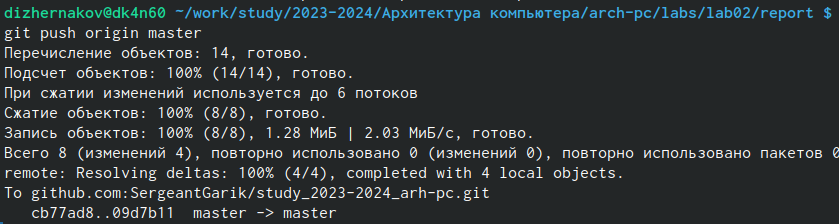 dizhernakov@dk4n60 ~/work/study/2023-2024/Архитектура компьютера/arch-pc/labs/lab02/report $
git push origin master
Перечисление объектов: 14, готово.
Подсчет объектов: 100% (14/14), готово.
При сжатии изменений используется до 6 потоков
Сжатие объектов: 100% (8/8), готово.
Запись объектов: 100% (8/8), 1.28 МиБ | 2.03 МиБ/с, готово.
Всего 8 (изменений 4), повторно использовано 0 (изменений 0), повторно использовано пакетов 0
remote: Resolving deltas: 100% (4/4), completed with 4 local objects.
To github.com:SergeantGarik/study_2023-2024_arh-pc.git
cb77ad8..09d7b11  master -> master